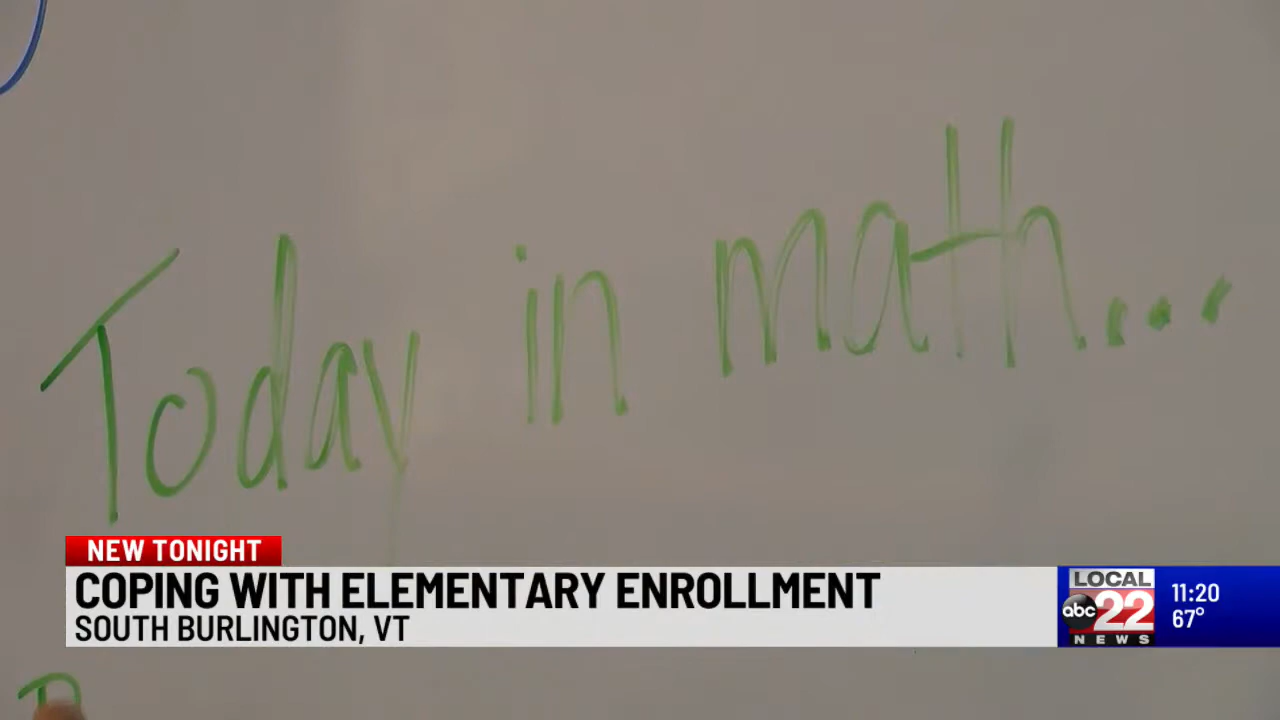 Today in math...
NEW TONIGHT
COPING WITH ELEMENTARY ENROLLMENT
SOUTH BURLINGTON, VT
LOCAL
abc 22
NEWS
11:20
67°